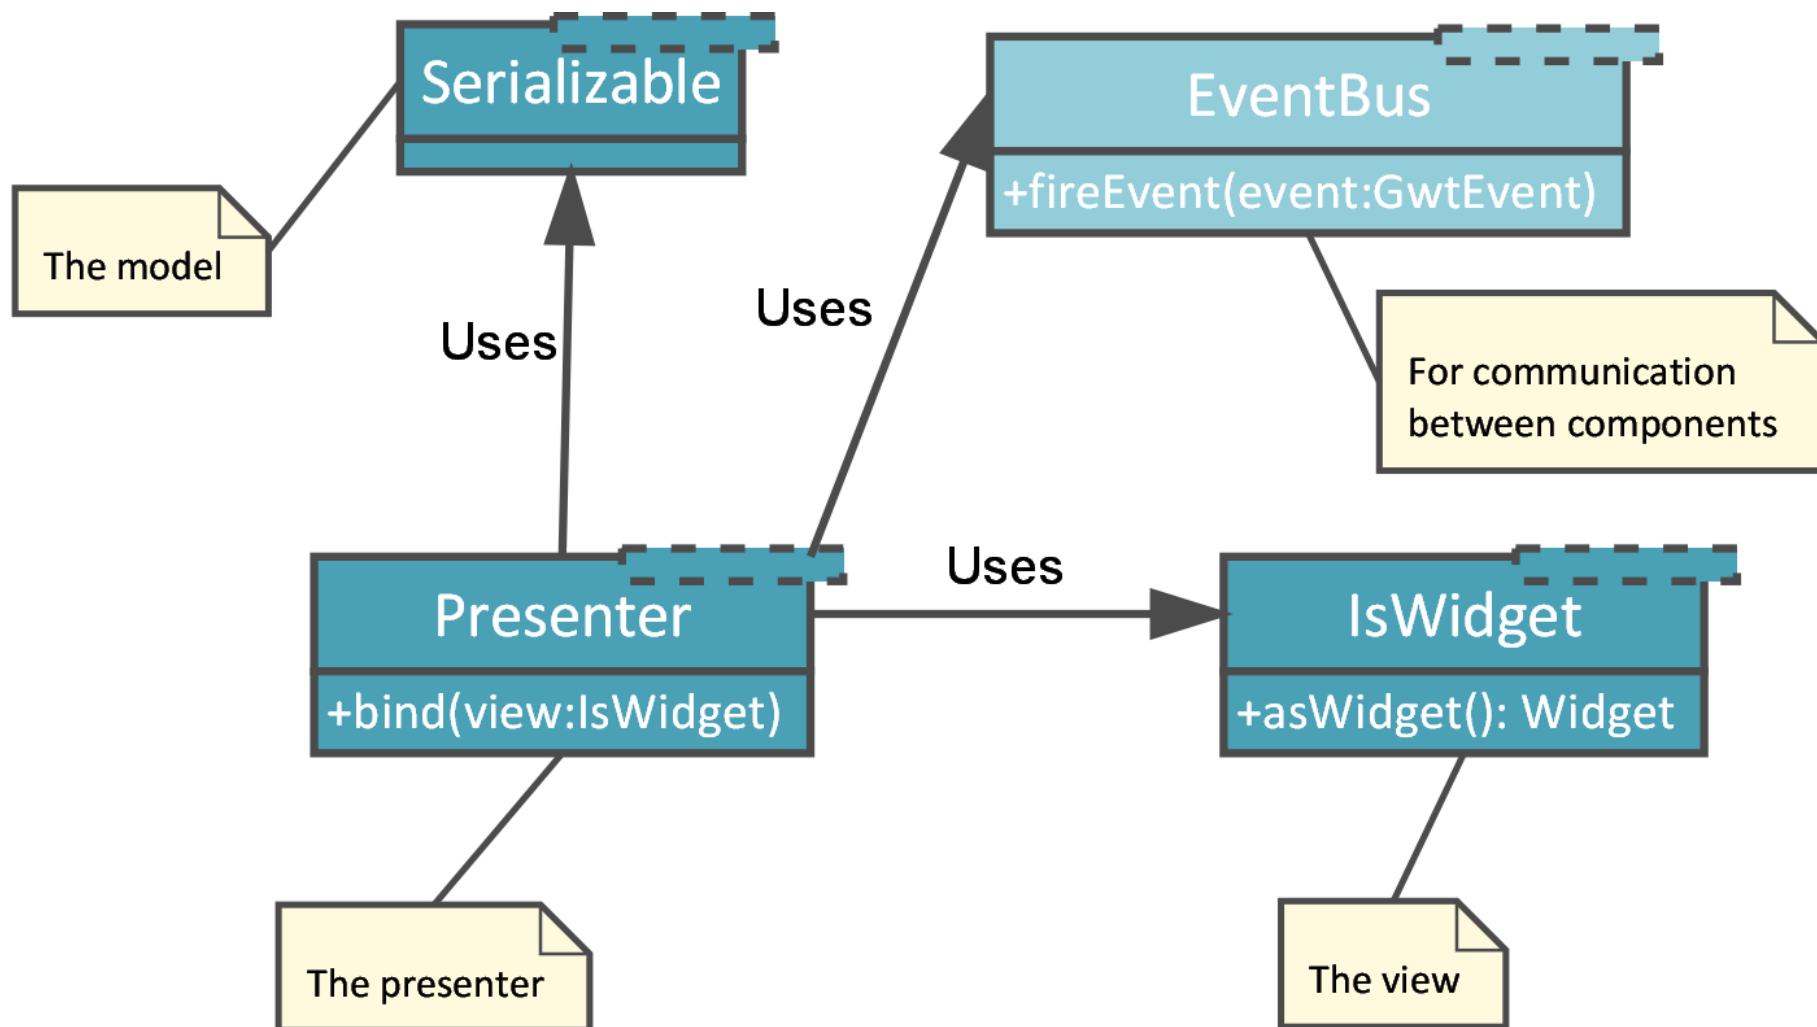 Serializable
EventBus
+fireEvent(event:GwtEvent)
The model
Uses
Uses
For communication
between components
Presenter
+bind(view:IsWidget)
Uses
IsWidget
+asWidget(): Widget
The presenter
The view